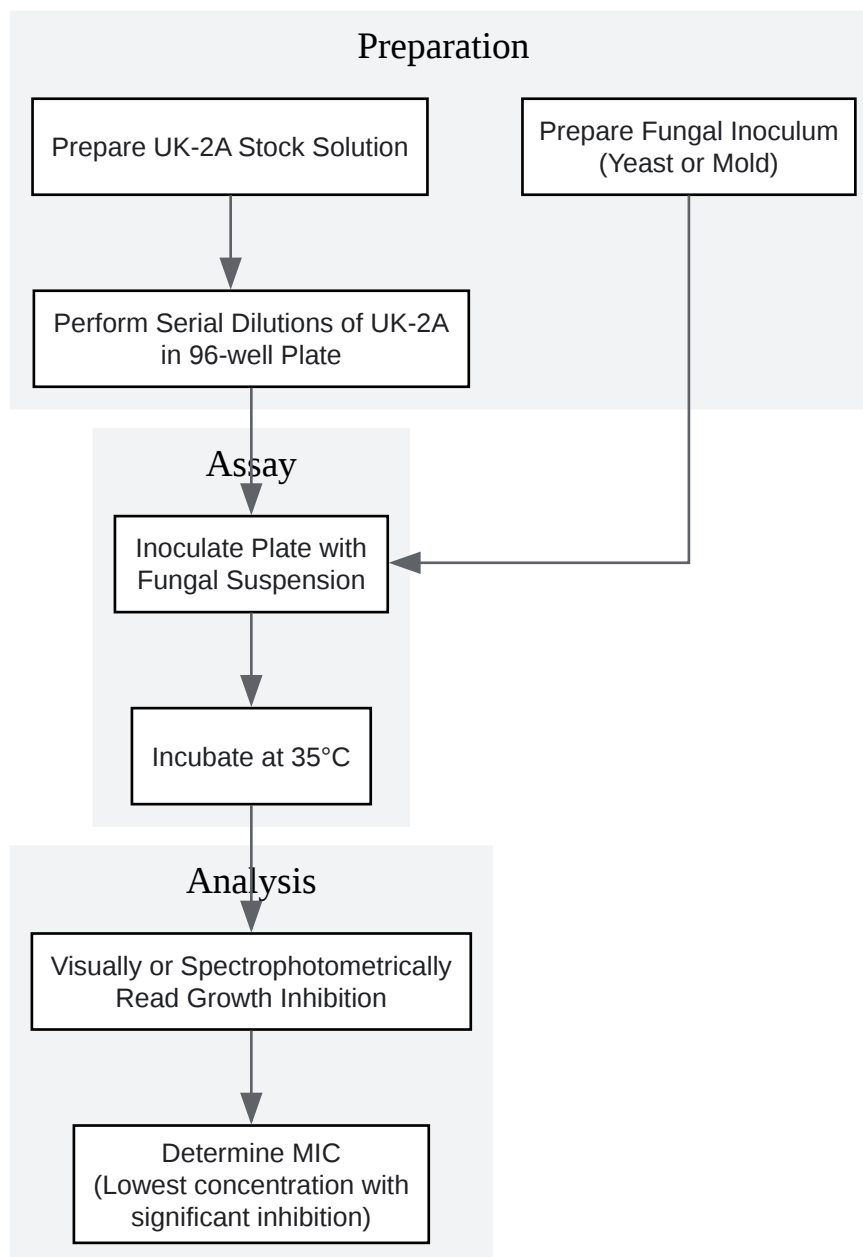 Preparation
Prepare UK-2A Stock Solution
Prepare Fungal Inoculum
(Yeast or Mold)
Perform Serial Dilutions of UK-2A
in 96-well Plate
Assay
Inoculate Plate with
Fungal Suspension
Incubate at 35°C
Analysis
Visually or Spectrophotometrically
Read Growth Inhibition
Determine MIC
(Lowest concentration with
significant inhibition)